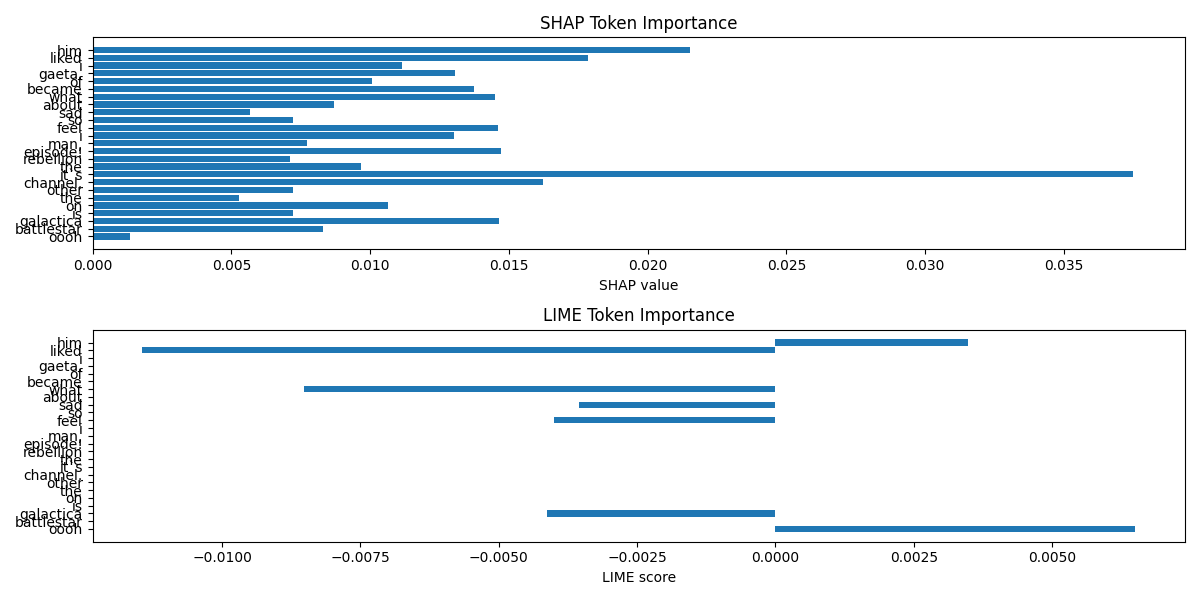 SHAP Token Importance
him
liked
i
gaeta,
of
became
what
about
sad
so
feel
i
man,
episode!
rebellion
the
it`s
channel,
other
the
on
is
galactica
battlestar
ooon
0.000 0.005 0.010 0.015 0.020 0.025 0.030 0.035
SHAP value
LIME Token Importance
him
liked
i
gaeta,
of
became
what
about
sad
so
feel
i
man,
episode!
rebellion
the
it`s
channel,
other
the
on
is
galactica
battlestar
ooon
−0.0100 −0.0075 −0.0050 −0.0025 0.0000 0.0025 0.0050
LIME score